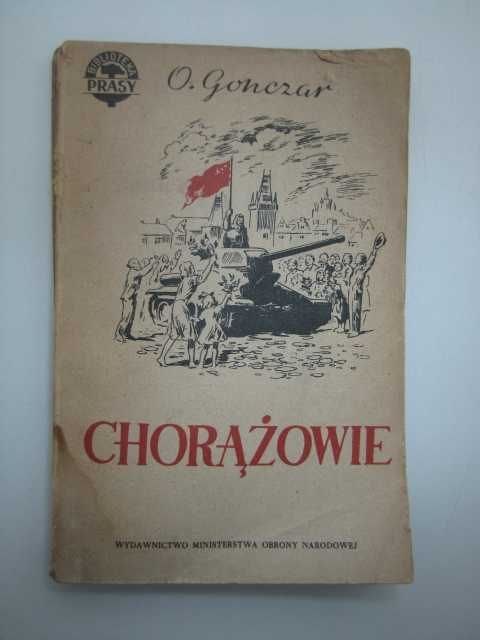 BIBLIOTEKA
PRASY
O. Gonczar
CHORĄŻOWIE
WYDAWNICTWO MINISTERSTWA OBRONY NARODOWEJ